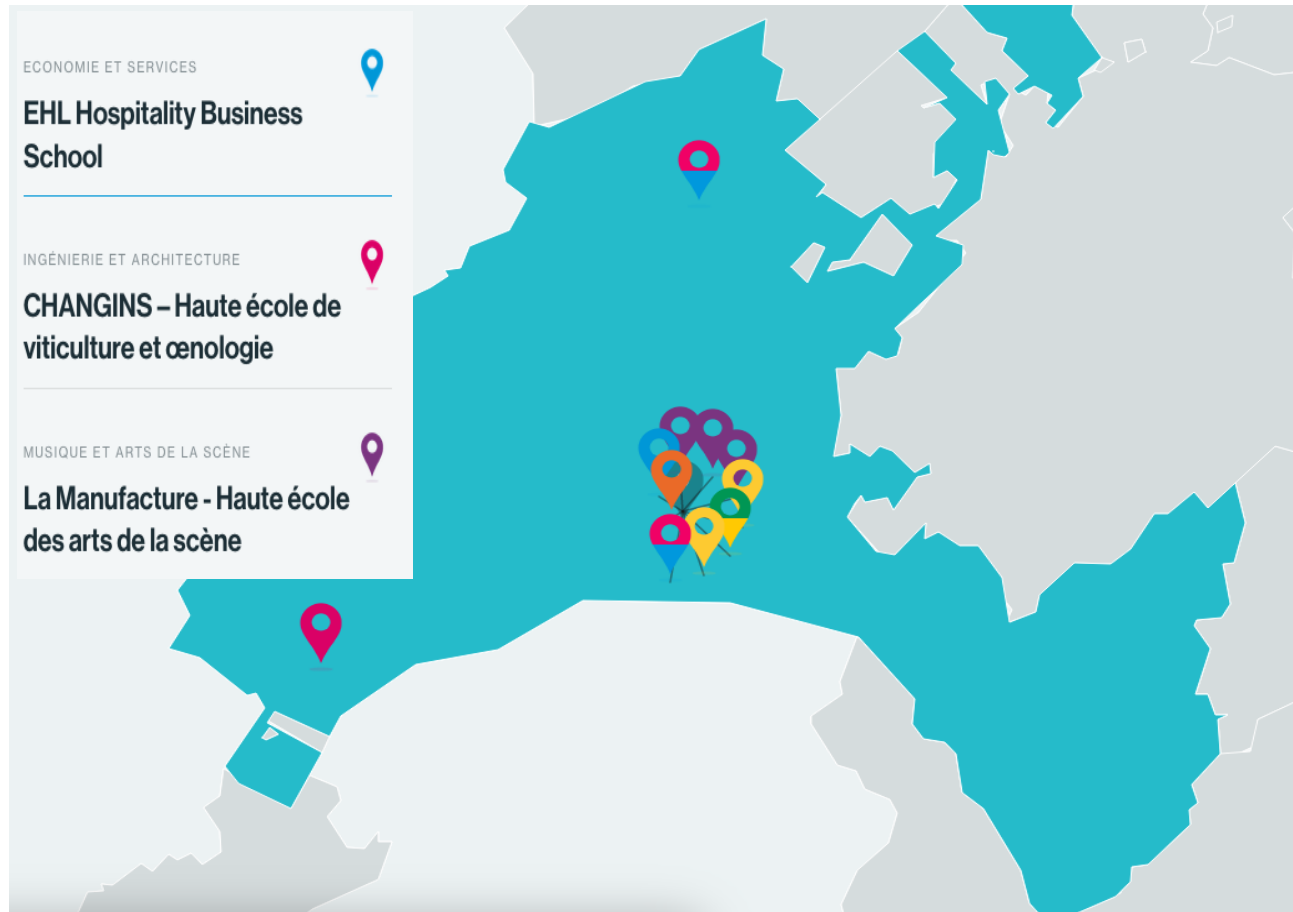 ECONOMIE ET SERVICES
EHL Hospitality Business
School
INGÉNIERIE ET ARCHITECTURE
CHANGINS – Haute école de
viticulture et œnologie
MUSIQUE ET ARTS DE LA SCÈNE
La Manufacture - Haute école
des arts de la scène